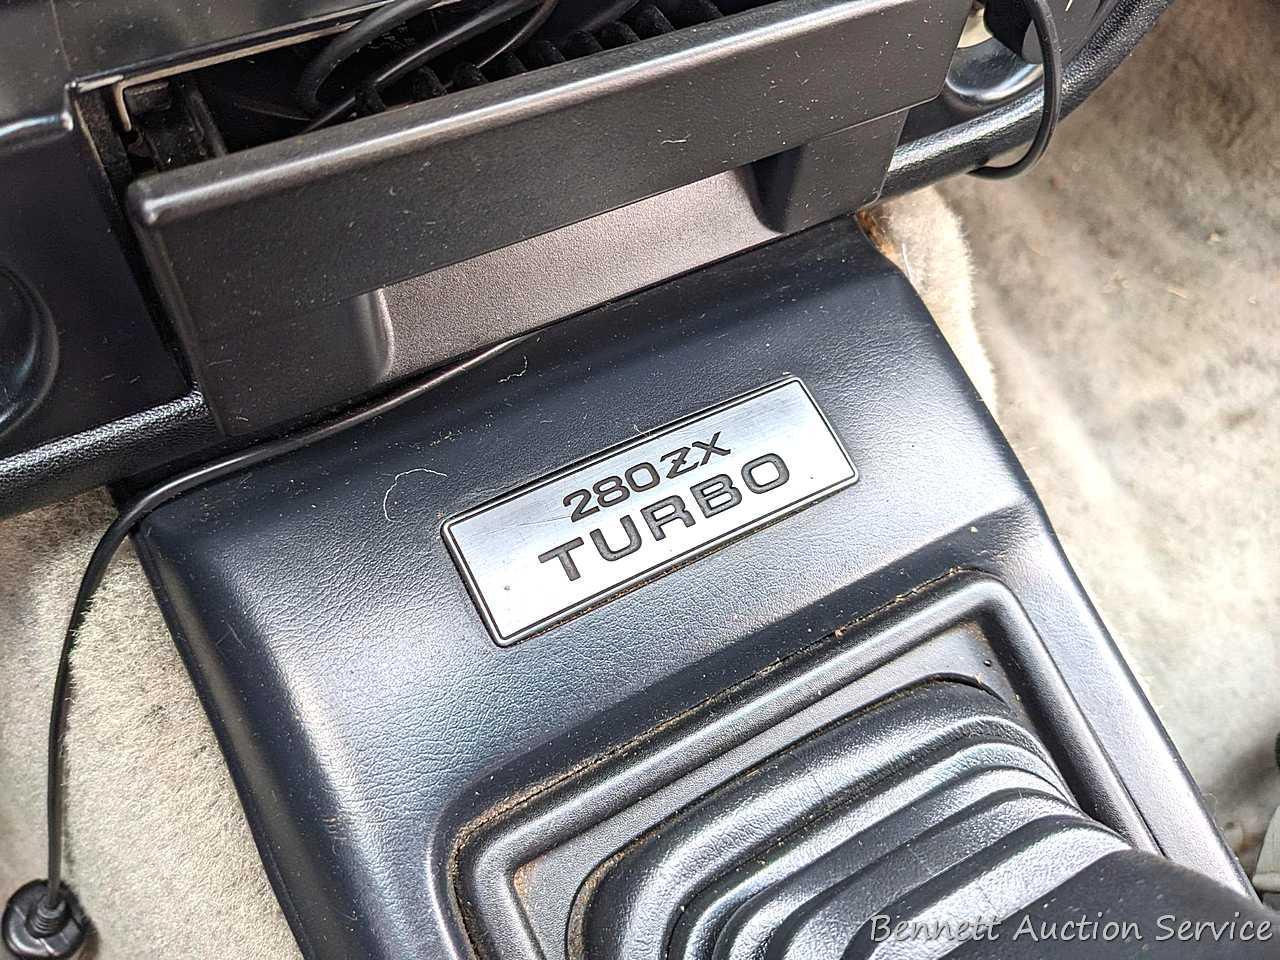 280ZX
TURBO
Bennett Auction Service